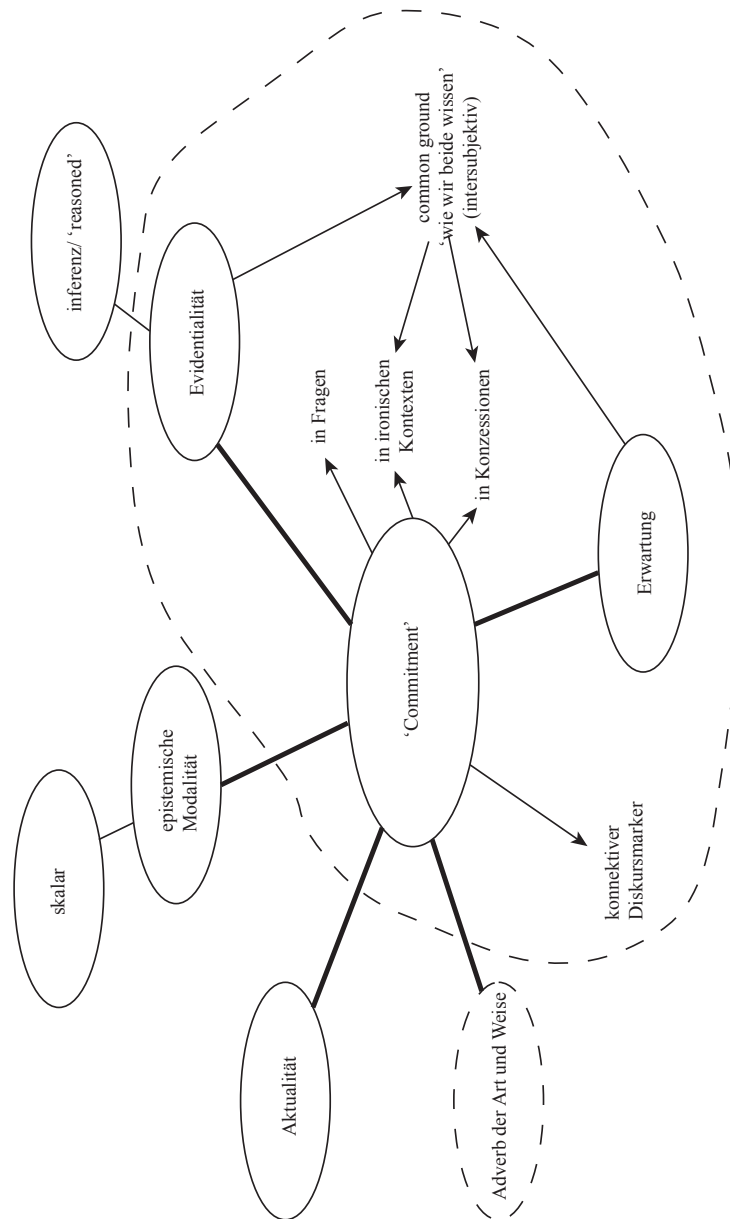 skalar
inferenz/ ‘reasoned’
epistemische
Modalität
Evidentialität
Aktualität
in Fragen
in ironischen
Kontexten
‘Commitment’
common ground
‘wie wir beide wissen’
(intersubjektiv)
in Konzessionen
Adverb der Art und Weise
konnektiver
Diskursmarker
Erwartung